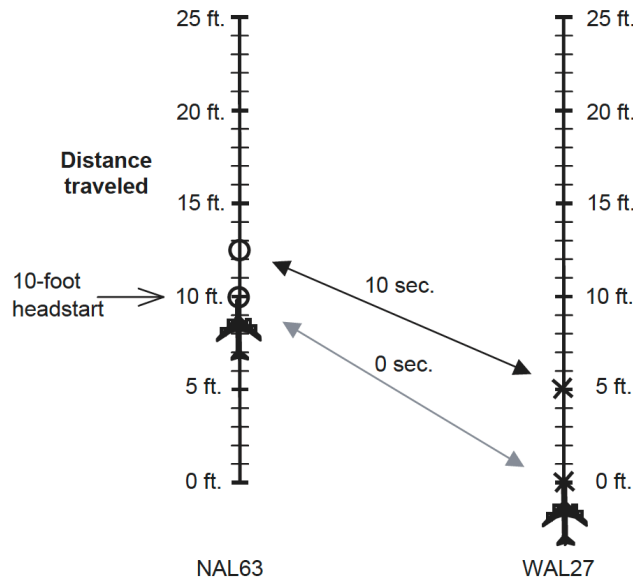 25 ft.
25 ft.
20 ft.
20 ft.
Distance
traveled
15 ft.
15 ft.
10-foot
headstart
10 ft.
10 sec.
10 ft.
0 sec.
5 ft.
5 ft.
0 ft.
0 ft.
NAL63
WAL27